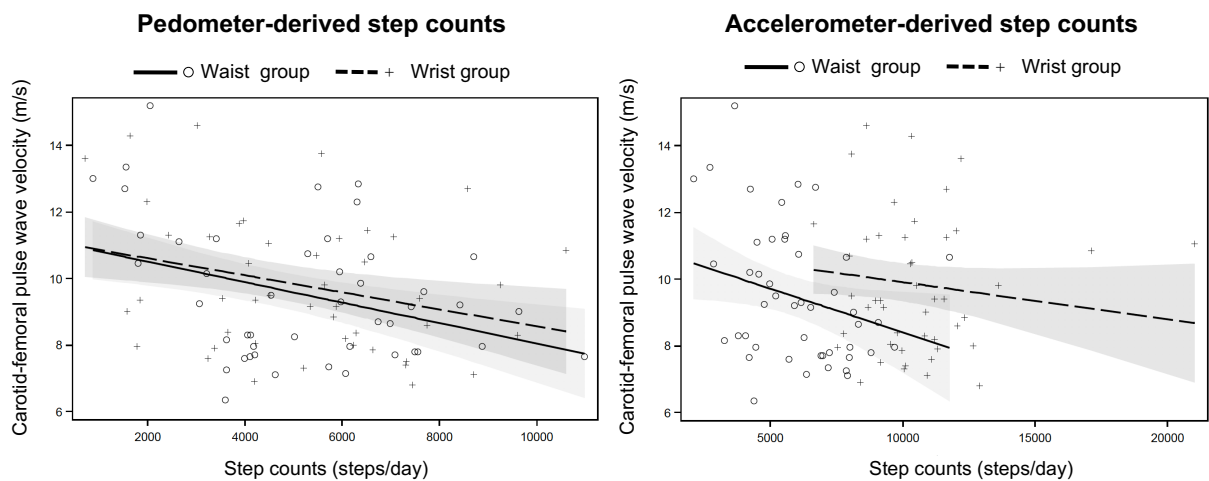 Pedometer-derived step counts
Waist group
Wrist group
Carotid-femoral pulse wave velocity (m/s)
14
12
10
8
6
2000 4000 6000 8000 10000
Step counts (steps/day)
Accelerometer-derived step counts
Waist group
Wrist group
Carotid-femoral pulse wave velocity (m/s)
14
12
10
8
6
5000 10000 15000 20000
Step counts (steps/day)